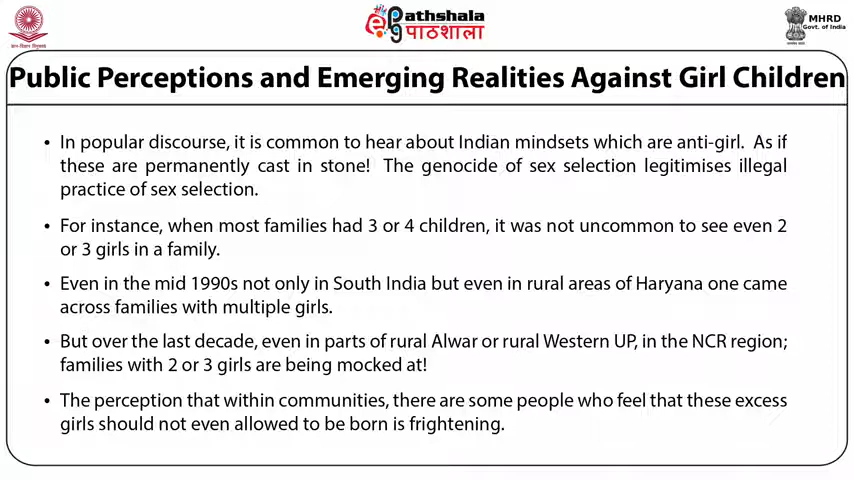 ePathshala
पाठशाला
MHRD
Govt. of India
Public Perceptions and Emerging Realities Against Girl Children
• In popular discourse, it is common to hear about Indian mindsets which are anti-girl. As if
these are permanently cast in stone! The genocide of sex selection legitimises illegal
practice of sex selection.
• For instance, when most families had 3 or 4 children, it was not uncommon to see even 2
or 3 girls in a family.
• Even in the mid 1990s not only in South India but even in rural areas of Haryana one came
across families with multiple girls.
• But over the last decade, even in parts of rural Alwar or rural Western UP, in the NCR region;
families with 2 or 3 girls are being mocked at!
• The perception that within communities, there are some people who feel that these excess
girls should not even allowed to be born is frightening.